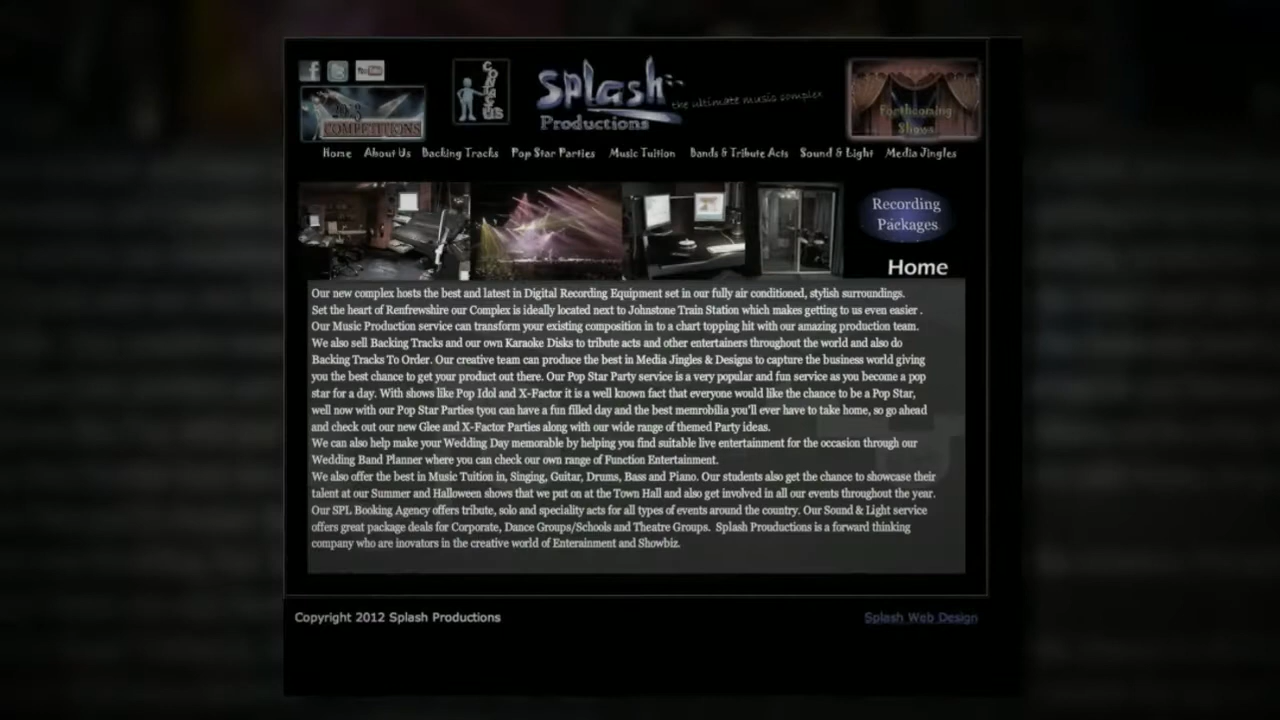 f
CONTACT US
Splash
the ultimate music complex
Productions
COMPETITIONS
Forthcoming
Shows
Home About Us Backing Tracks Pop Star Parties Music Tuition Bands & Tribute Acts Sound & Light Media Jingles
Recording
Packages
Home
Our new complex hosts the best and latest in Digital Recording Equipment set in our fully air conditioned, stylish surroundings.
Set the heart of Renfrewshire our Complex is ideally located next to Johnstone Train Station which makes getting to us even easier .
Our Music Production service can transform your existing composition in to a chart topping hit with our amazing production team.
We also sell Backing Tracks and our own Karaoke Disks to tribute acts and other entertainers throughout the world and also do
Backing Tracks To Order. Our creative team can produce the best in Media Jingles & Designs to capture the business world giving
you the best chance to get your product out there. Our Pop Star Party service is a very popular and fun service as you become a pop
star for a day. With shows like Pop Idol and X-Factor it is a well known fact that everyone would like the chance to be a Pop Star,
well now with our Pop Star Parties tyou can have a fun filled day and the best memrobilia you'll ever have to take home, so go ahead
and check out our new Glee and X-Factor Parties along with our wide range of themed Party ideas.
We can also help make your Wedding Day memorable by helping you find suitable live entertainment for the occasion through our
Wedding Band Planner where you can check our own range of Function Entertainment.
We also offer the best in Music Tuition in, Singing, Guitar, Drums, Bass and Piano. Our students also get the chance to showcase their
talent at our Summer and Halloween shows that we put on at the Town Hall and also get involved in all our events throughout the year.
Our SPL Booking Agency offers tribute, solo and speciality acts for all types of events around the country. Our Sound & Light service
offers great package deals for Corporate, Dance Groups/Schools and Theatre Groups. Splash Prouductions is a forward thinking
company who are inovators in the creative world of Enterainment and Showbiz.
Copyright 2012 Splash Productions
Splash Web Design